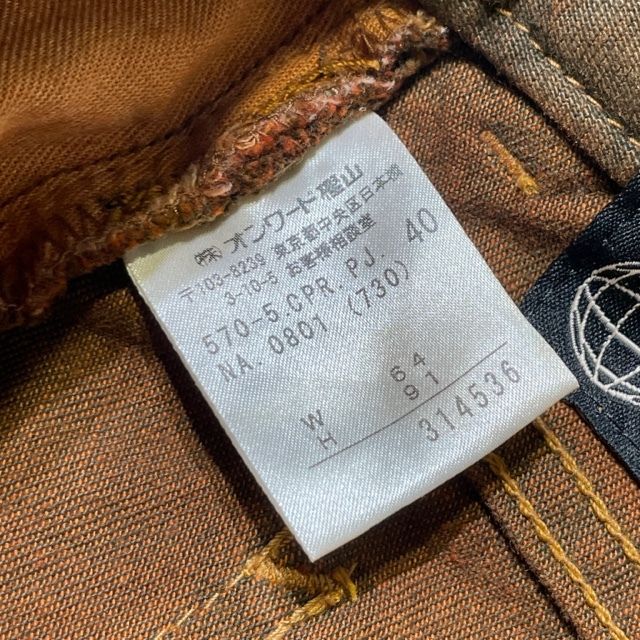 (株)オンワード樫山
〒103-8239 東京都中央区日本橋
3-10-5 お客様相談室
570-5.CPR.PJ. 40
NA.0801 (730)
W 64
H 91
314536